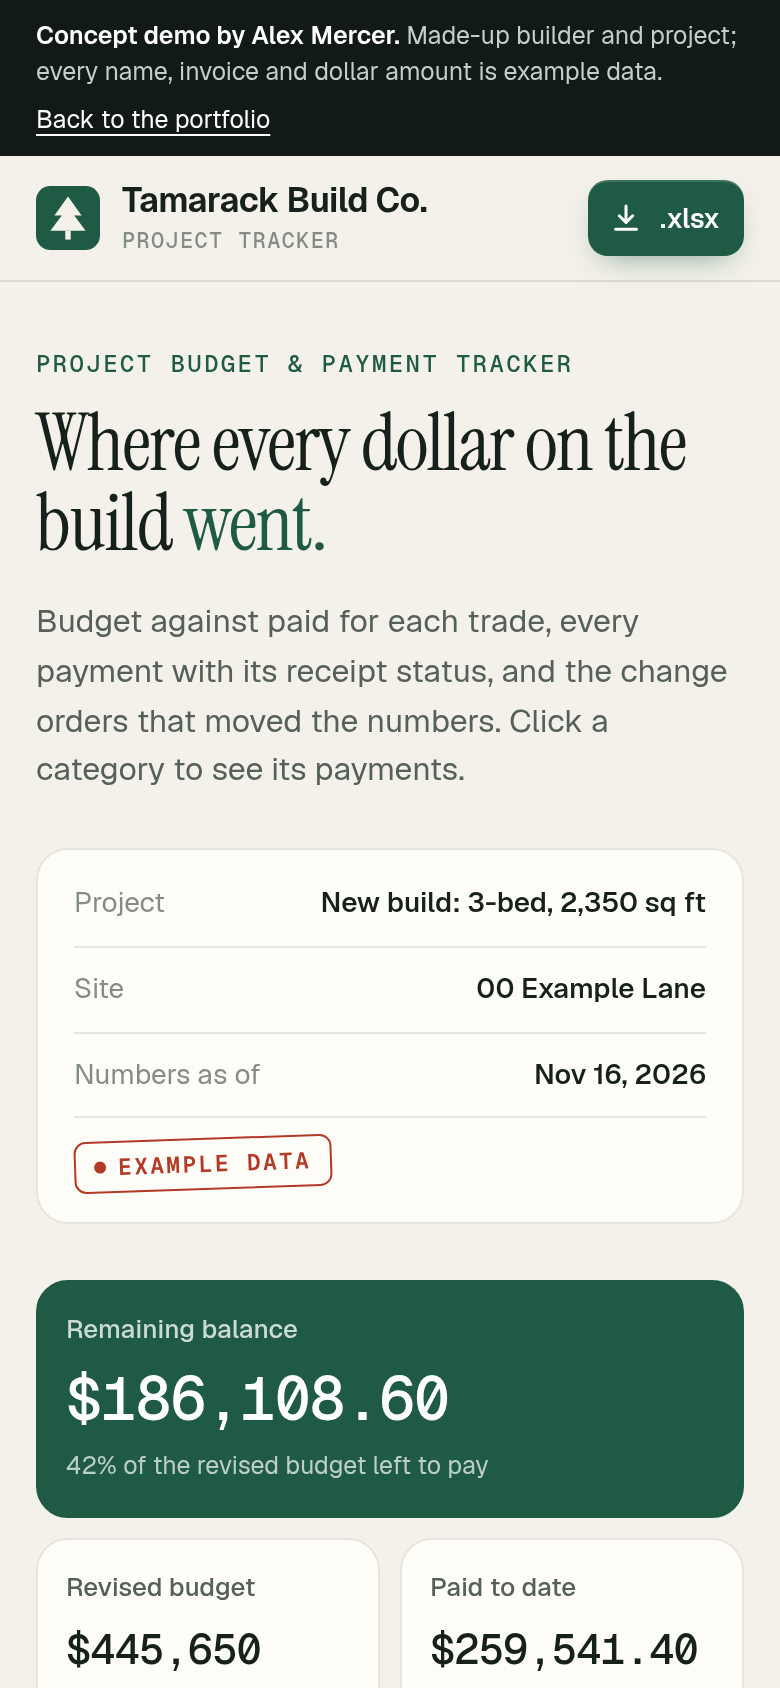 Concept demo by Alex Mercer. Made-up builder and project;
every name, invoice and dollar amount is example data.
Back to the portfolio
Tamarack Build Co.
PROJECT TRACKER
.xlsx
PROJECT BUDGET & PAYMENT TRACKER
Where every dollar on the
build went.
Budget against paid for each trade, every
payment with its receipt status, and the change
orders that moved the numbers. Click a
category to see its payments.
Project New build: 3-bed, 2,350 sq ft
Site 00 Example Lane
Numbers as of Nov 16, 2026
EXAMPLE DATA
Remaining balance
$186,108.60
42% of the revised budget left to pay
Revised budget
$445,650
Paid to date
$259,541.40